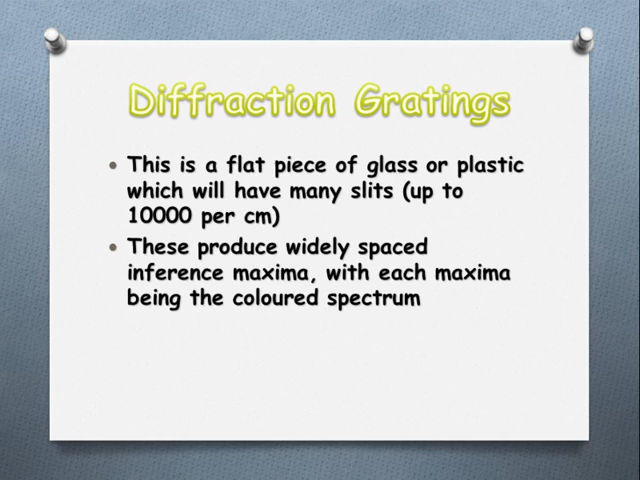 Diffraction Gratings
• This is a flat piece of glass or plastic
which will have many slits (up to
10000 per cm)
• These produce widely spaced
inference maxima, with each maxima
being the coloured spectrum